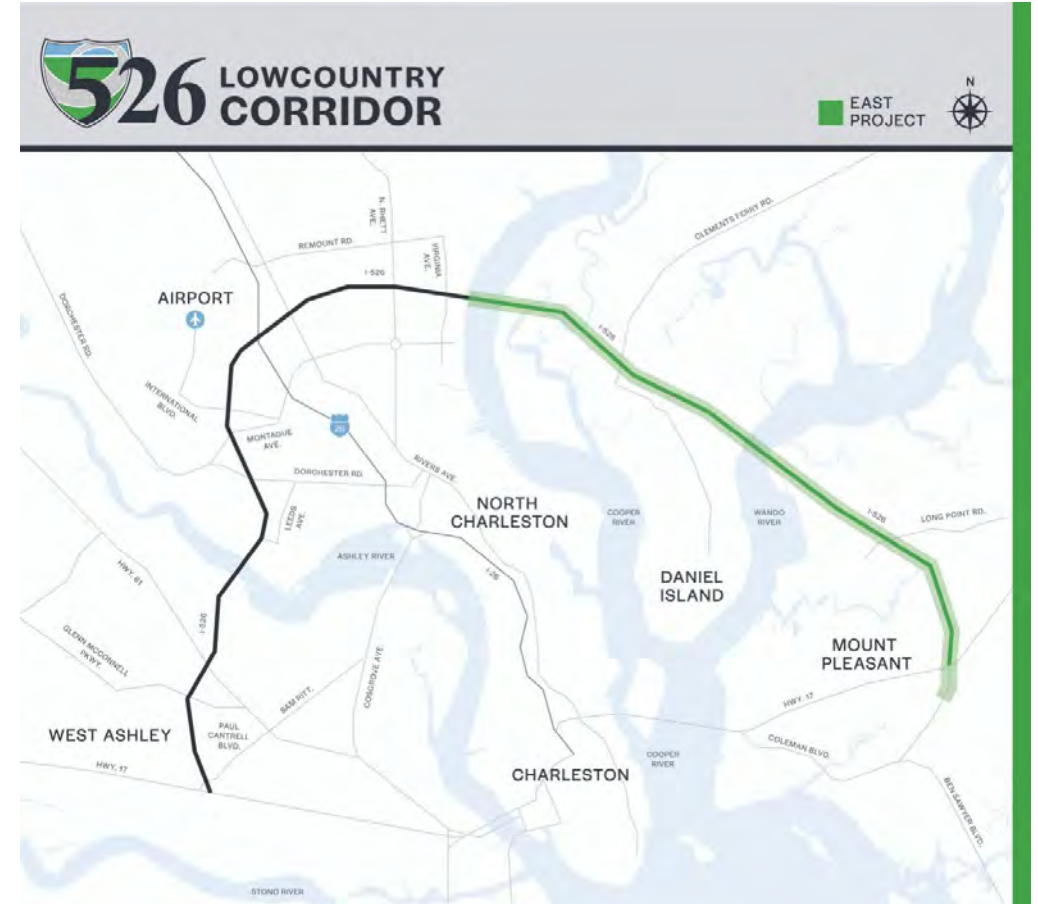 526 LOWCOUNTRY
CORRIDOR
EAST
PROJECT
N
N. RHETT
AVE.
CLEMENTS FERRY RD.
REMOUNT RD.
VIRGINIA
AVE.
I-526
AIRPORT
DORCHESTER RD.
I-526
INTERNATIONAL
BLVD.
26
MONTAGUE
AVE.
RIVERS AVE.
DORCHESTER RD.
LEEDS
AVE.
NORTH
CHARLESTON
COOPER
RIVER
WANDO
RIVER
I-526
LONG POINT RD.
ASHLEY RIVER
HWY. 61
I-26
DANIEL
ISLAND
I-526
GLENN MCCONNELL
PKWY.
MOUNT
PLEASANT
COSGROVE AVE.
SAM RITT.
HWY. 17
PAUL
CANTRELL
BLVD.
WEST ASHLEY
COLEMAN BLVD.
HWY. 17
COOPER
RIVER
CHARLESTON
BEN SAWYER BLVD.
STONO RIVER